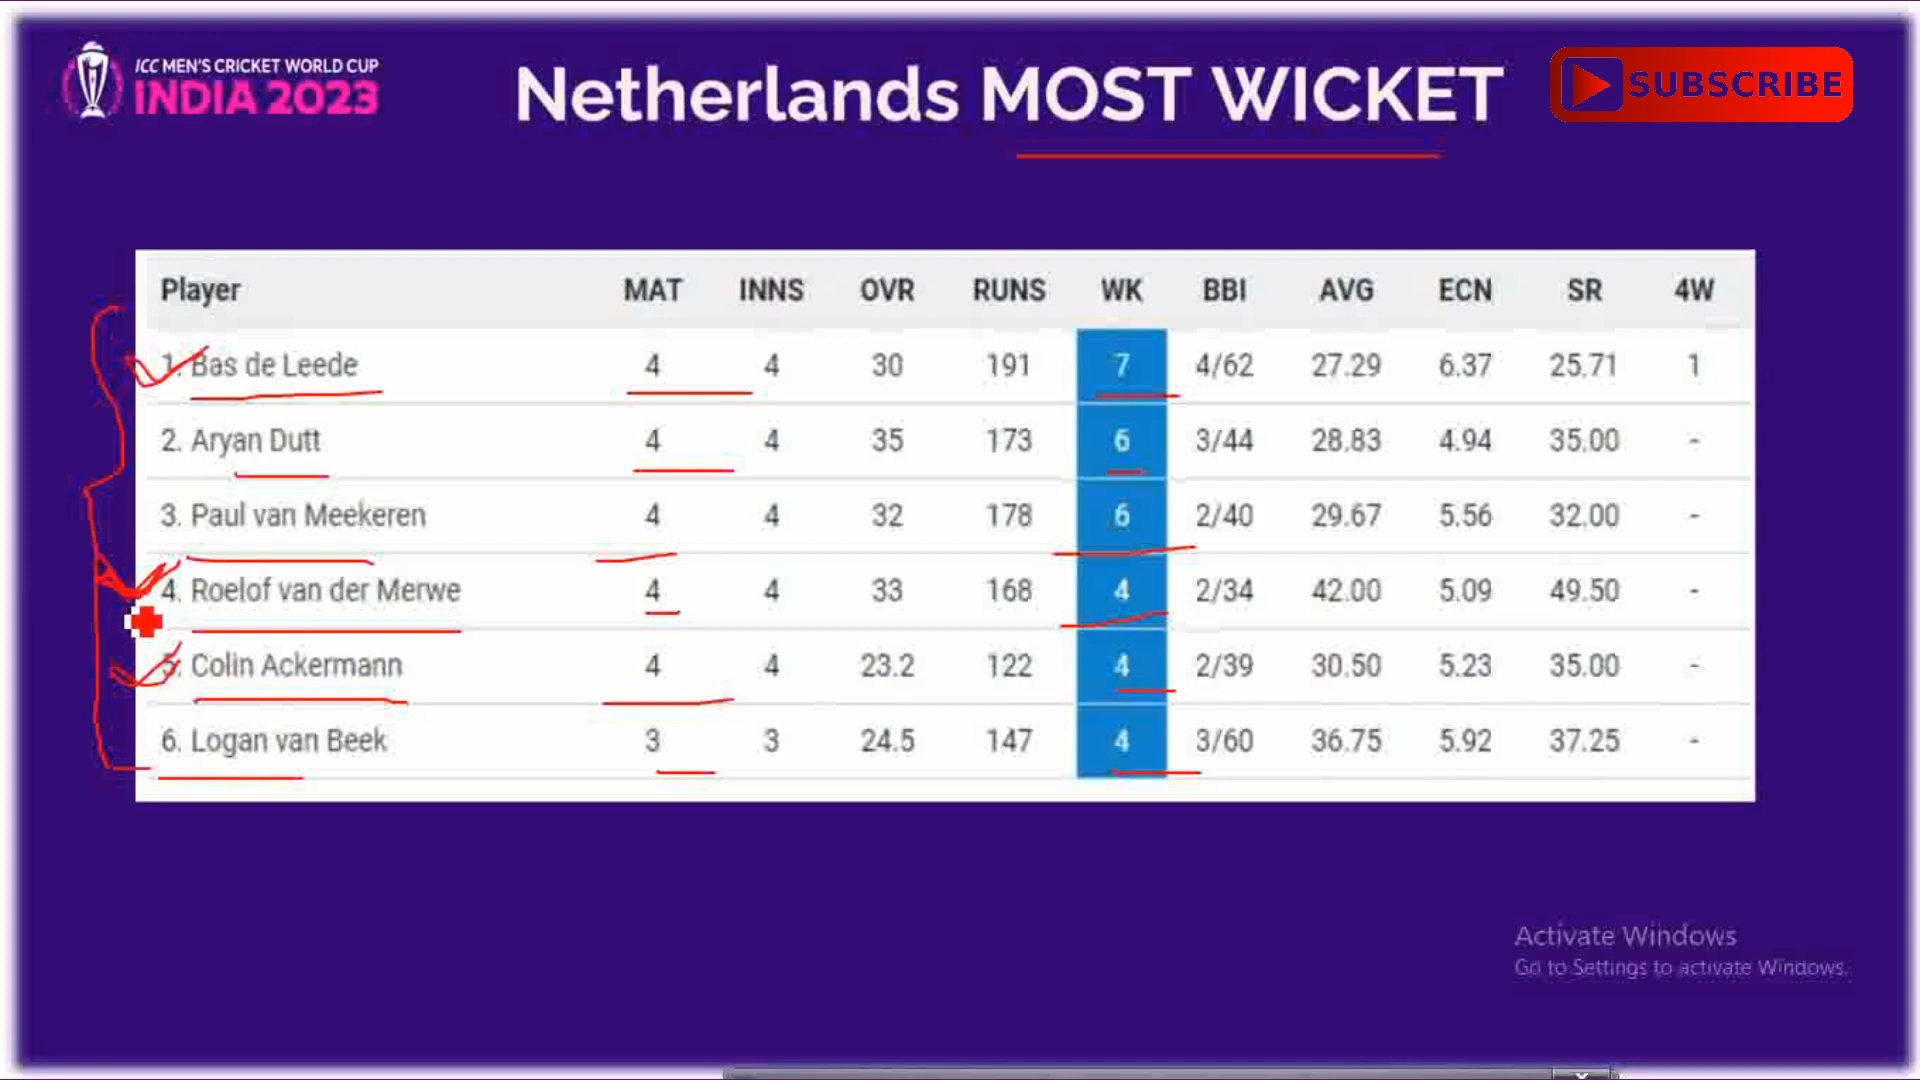 ICC MEN'S CRICKET WORLD CUP
INDIA 2023
Netherlands MOST WICKET
SUBSCRIBE
Player MAT INNS OVR RUNS WK BBI AVG ECN SR 4W
1. Bas de Leede 4 4 30 191 7 4/62 27.29 6.37 25.71 1
2. Aryan Dutt 4 4 35 173 6 3/44 28.83 4.94 35.00 -
3. Paul van Meekeren 4 4 32 178 6 2/40 29.67 5.56 32.00 -
4. Roelof van der Merwe 4 4 33 168 4 2/34 42.00 5.09 49.50 -
5. Colin Ackermann 4 4 23.2 122 4 2/39 30.50 5.23 35.00 -
6. Logan van Beek 3 3 24.5 147 4 3/60 36.75 5.92 37.25 -
Activate Windows
Go to Settings to activate Windows.